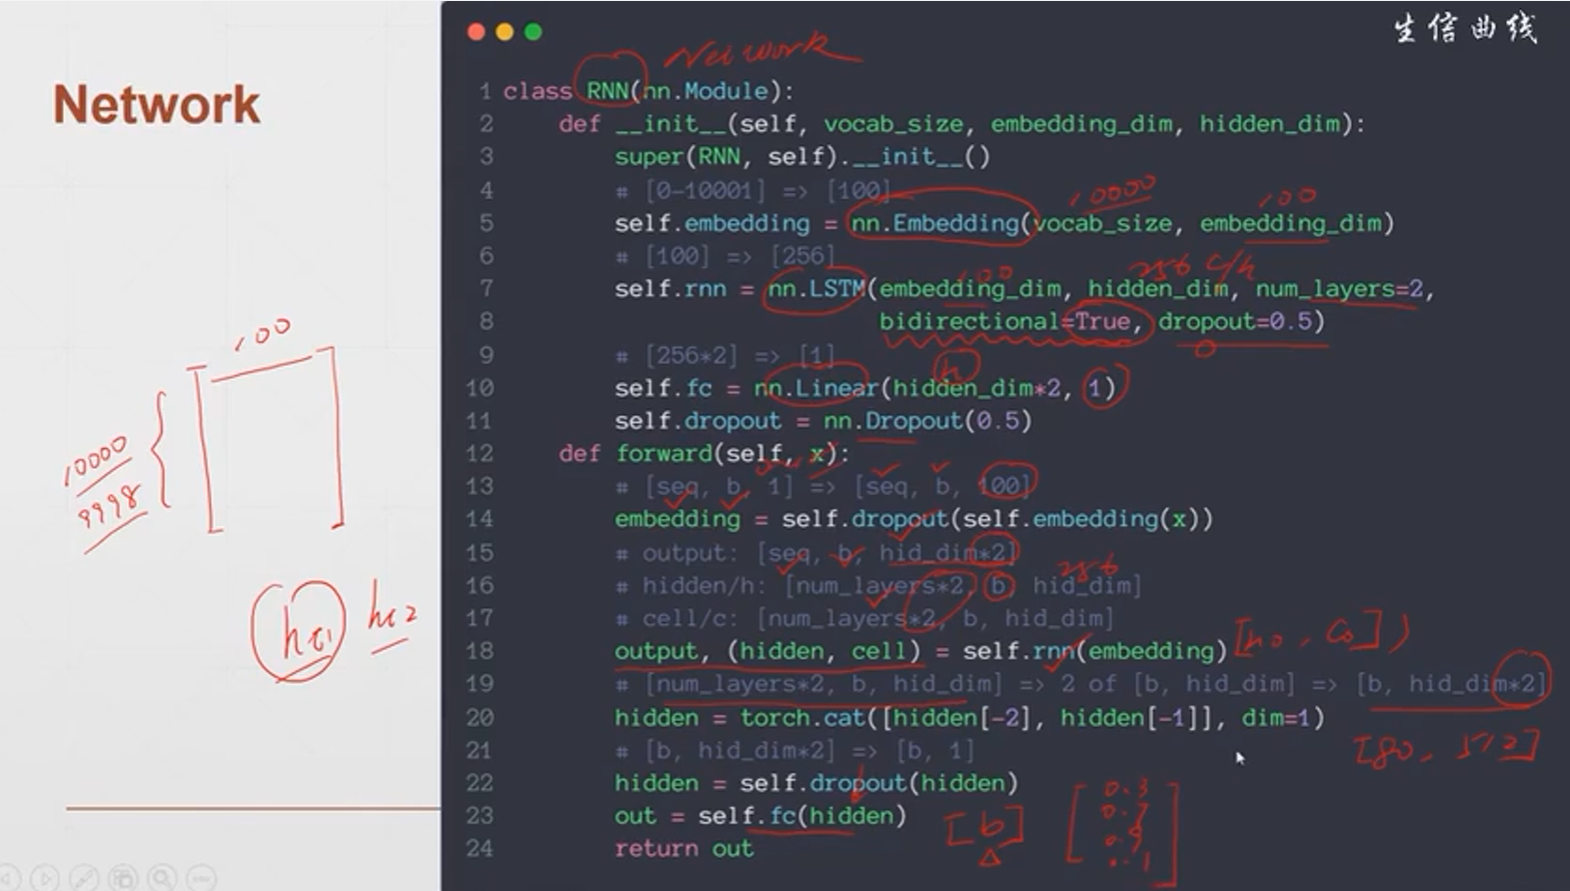 生信曲线
Network
Network
1 class RNN(nn.Module):
2 def __init__(self, vocab_size, embedding_dim, hidden_dim):
3 super(RNN, self).__init__()
4 # [0-10001] => [100]
10000
100
5 self.embedding = nn.Embedding(vocab_size, embedding_dim)
6 # [100] => [256]
100
256 c/h
7 self.rnn = nn.LSTM(embedding_dim, hidden_dim, num_layers=2,
8 bidirectional=True, dropout=0.5)
9 # [256*2] => [1]
h
10 self.fc = nn.Linear(hidden_dim*2, 1)
11 self.dropout = nn.Dropout(0.5)
12 def forward(self, x):
13 # [seq, b, 1] => [seq, b, 100]
14 embedding = self.dropout(self.embedding(x))
15 # output: [seq, b, hid_dim*2]
256
16 # hidden/h: [num_layers*2, b, hid_dim]
17 # cell/c: [num_layers*2, b, hid_dim]
18 output, (hidden, cell) = self.rnn(embedding) [h0, C0])
19 # [num_layers*2, b, hid_dim] => 2 of [b, hid_dim] => [b, hid_dim*2]
20 hidden = torch.cat([hidden[-2], hidden[-1]], dim=1)
[80, 512]
21 # [b, hid_dim*2] => [b, 1]
22 hidden = self.dropout(hidden)
23 out = self.fc(hidden)
[b]
0.3
0.7
24 return out
100
10000
9998
ht1 ht2